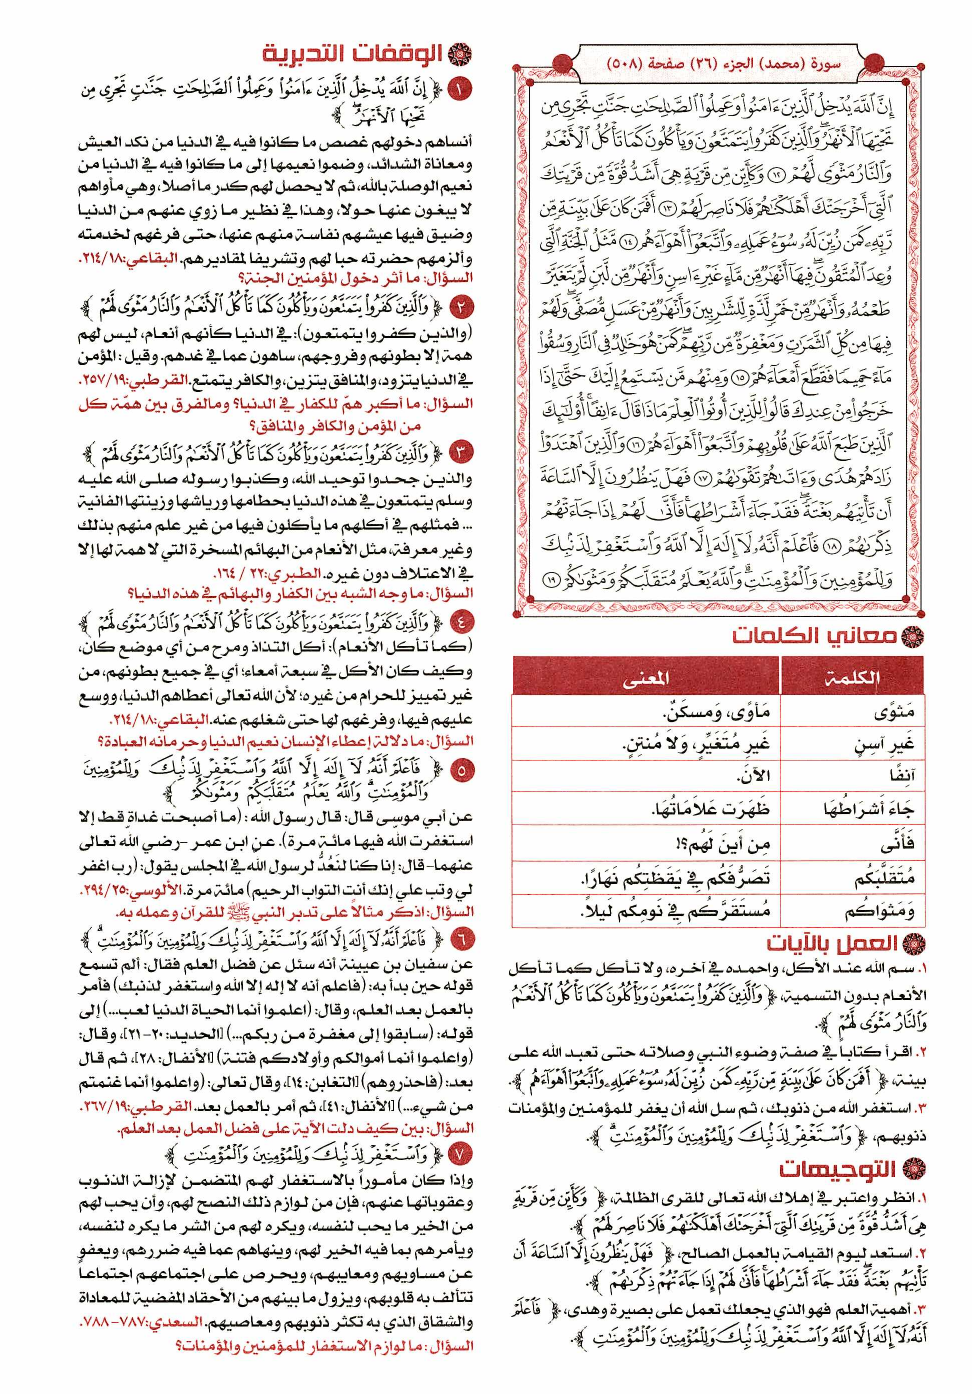 سورة (محمد) الجزء (٢٦) صفحة (٥٠٨)
إِنَّ ٱللَّهَ يُدْخِلُ ٱلَّذِينَ ءَامَنُوا۟ وَعَمِلُوا۟ ٱلصَّـٰلِحَـٰتِ جَنَّـٰتٍ تَجْرِى مِن
تَحْتِهَا ٱلْأَنْهَـٰرُ ۖ وَٱلَّذِينَ كَفَرُوا۟ يَتَمَتَّعُونَ وَيَأْكُلُونَ كَمَا تَأْكُلُ ٱلْأَنْعَـٰمُ
وَٱلنَّارُ مَثْوًى لَّهُمْ ١٢ وَكَأَيِّن مِّن قَرْيَةٍ هِىَ أَشَدُّ قُوَّةً مِّن قَرْيَتِكَ
ٱلَّتِىٓ أَخْرَجَتْكَ أَهْلَكْنَـٰهُمْ فَلَا نَاصِرَ لَهُمْ ١٣ أَفَمَن كَانَ عَلَىٰ بَيِّنَةٍ مِّن
رَّبِّهِۦ كَمَن زُيِّنَ لَهُۥ سُوٓءُ عَمَلِهِۦ وَٱتَّبَعُوٓا۟ أَهْوَآءَهُم ١٤ مَّثَلُ ٱلْجَنَّةِ ٱلَّتِى
وُعِدَ ٱلْمُتَّقُونَ ۖ فِيهَآ أَنْهَـٰرٌ مِّن مَّآءٍ غَيْرِ ءَاسِنٍ وَأَنْهَـٰرٌ مِّن لَّبَنٍ لَّمْ يَتَغَيَّرْ
طَعْمُهُۥ وَأَنْهَـٰرٌ مِّنْ خَمْرٍ لَّذَّةٍ لِّلشَّـٰرِبِينَ وَأَنْهَـٰرٌ مِّنْ عَسَلٍ مُّصَفًّى ۖ وَلَهُمْ
فِيهَا مِن كُلِّ ٱلثَّمَرَٰتِ وَمَغْفِرَةٌ مِّن رَّبِّهِمْ ۖ كَمَنْ هُوَ خَـٰلِدٌ فِى ٱلنَّارِ وَسُقُوا۟
مَآءً حَمِيمًا فَقَطَّعَ أَمْعَآءَهُمْ ١٥ وَمِنْهُم مَّن يَسْتَمِعُ إِلَيْكَ حَتَّىٰٓ إِذَا
خَرَجُوا۟ مِنْ عِندِكَ قَالُوا۟ لِلَّذِينَ أُوتُوا۟ ٱلْعِلْمَ مَاذَا قَالَ ءَانِفًا ۚ أُو۟لَـٰٓئِكَ
ٱلَّذِينَ طَبَعَ ٱللَّهُ عَلَىٰ قُلُوبِهِمْ وَٱتَّبَعُوٓا۟ أَهْوَآءَهُمْ ١٦ وَٱلَّذِينَ ٱهْتَدَوْا۟
زَادَهُمْ هُدًى وَءَاتَىٰهُمْ تَقْوَىٰهُمْ ١٧ فَهَلْ يَنظُرُونَ إِلَّا ٱلسَّاعَةَ
أَن تَأْتِيَهُم بَغْتَةً ۖ فَقَدْ جَآءَ أَشْرَاطُهَا ۚ فَأَنَّىٰ لَهُمْ إِذَا جَآءَتْهُمْ
ذِكْرَىٰهُمْ ١٨ فَٱعْلَمْ أَنَّهُۥ لَآ إِلَـٰهَ إِلَّا ٱللَّهُ وَٱسْتَغْفِرْ لِذَنۢبِكَ
وَلِلْمُؤْمِنِينَ وَٱلْمُؤْمِنَـٰتِ ۗ وَٱللَّهُ يَعْلَمُ مُتَقَلَّبَكُمْ وَمَثْوَىٰكُمْ ١٩
معاني الكلمات
الكلمة المعنى
مَثْوًى مَأْوًى، وَمَسكَنٌ.
غَيرِ آسِنٍ غَيرِ مُتَغَيِّرٍ، وَلاَ مُنتِنٍ.
آنِفًا الآنَ.
جَاءَ أَشرَاطُهَا ظَهَرَت عَلاَمَاتُهَا.
فَأَنَّى مِن أَينَ لَهُم؟!
مُتَقَلَّبَكُم تَصَرُّفَكُم فِي يَقَظَتِكُم نَهَارًا.
وَمَثوَاكُم مُستَقَرَّكُم فِي نَومِكُم لَيلاً.
العمل بالآيات
١. سم الله عند الأكل، واحمده في آخره، ولا تأكل كما تأكل
الأنعام بدون التسمية، ﴿ وَٱلَّذِينَ كَفَرُوا۟ يَتَمَتَّعُونَ وَيَأْكُلُونَ كَمَا تَأْكُلُ ٱلْأَنْعَـٰمُ
وَٱلنَّارُ مَثْوًى لَّهُمْ ﴾.
٢. اقرأ كتاباً في صفة وضوء النبي وصلاته حتى تعبد الله على
بينة، ﴿ أَفَمَن كَانَ عَلَىٰ بَيِّنَةٍ مِّن رَّبِّهِۦ كَمَن زُيِّنَ لَهُۥ سُوٓءُ عَمَلِهِۦ وَٱتَّبَعُوٓا۟ أَهْوَآءَهُم ﴾.
٣. استغفر الله من ذنوبك، ثم سل الله أن يغفر للمؤمنين والمؤمنات
ذنوبهم، ﴿ وَٱسْتَغْفِرْ لِذَنۢبِكَ وَلِلْمُؤْمِنِينَ وَٱلْمُؤْمِنَـٰتِ ۗ ﴾.
التوجيهات
١. انظر واعتبر في إهلاك الله تعالى للقرى الظالمة، ﴿ وَكَأَيِّن مِّن قَرْيَةٍ
هِىَ أَشَدُّ قُوَّةً مِّن قَرْيَتِكَ ٱلَّتِىٓ أَخْرَجَتْكَ أَهْلَكْنَـٰهُمْ فَلَا نَاصِرَ لَهُمْ ﴾.
٢. استعد ليوم القيامة بالعمل الصالح، ﴿ فَهَلْ يَنظُرُونَ إِلَّا ٱلسَّاعَةَ أَن
تَأْتِيَهُم بَغْتَةً ۖ فَقَدْ جَآءَ أَشْرَاطُهَا ۚ فَأَنَّىٰ لَهُمْ إِذَا جَآءَتْهُمْ ذِكْرَىٰهُمْ ﴾.
٣. أهمية العلم فهو الذي يجعلك تعمل على بصيرة وهدى، ﴿ فَٱعْلَمْ
أَنَّهُۥ لَآ إِلَـٰهَ إِلَّا ٱللَّهُ وَٱسْتَغْفِرْ لِذَنۢبِكَ وَلِلْمُؤْمِنِينَ وَٱلْمُؤْمِنَـٰتِ ﴾.
الوقفات التدبرية
١ ﴿ إِنَّ ٱللَّهَ يُدْخِلُ ٱلَّذِينَ ءَامَنُوا۟ وَعَمِلُوا۟ ٱلصَّـٰلِحَـٰتِ جَنَّـٰتٍ تَجْرِى مِن
تَحْتِهَا ٱلْأَنْهَـٰرُ ۖ ﴾
أنساهم دخولهم غصص ما كانوا فيه في الدنيا من نكد العيش
ومعاناة الشدائد، وضموا نعيمها إلى ما كانوا فيه في الدنيا من
نعيم الوصلة بالله، ثم لا يحصل لهم كدر ما أصلا، وهي مأواهم
لا يبغون عنها حولا، وهذا في نظير ما زوي عنهم من الدنيا
وضيق فيها عيشهم نفاسة منهم عنها، حتى فرغهم لخدمته
وألزمهم حضرته حبا لهم وتشريفا لمقاديرهم. البقاعي:٢١٤/١٨.
السؤال: ما أثر دخول المؤمنين الجنة؟
٢ ﴿ وَٱلَّذِينَ كَفَرُوا۟ يَتَمَتَّعُونَ وَيَأْكُلُونَ كَمَا تَأْكُلُ ٱلْأَنْعَـٰمُ وَٱلنَّارُ مَثْوًى لَّهُمْ ﴾
(والذين كفروا يتمتعون): في الدنيا كأنهم أنعام، ليس لهم
همة إلا بطونهم وفروجهم، ساهون عما في غدهم. وقيل: المؤمن
في الدنيا يتزود، والمنافق يتزين، والكافر يتمتع. القرطبي:٢٥٧/١٩.
السؤال: ما أكبر همّ للكفار في الدنيا؟ وما الفرق بين همّة كل
من المؤمن والكافر والمنافق؟
٣ ﴿ وَٱلَّذِينَ كَفَرُوا۟ يَتَمَتَّعُونَ وَيَأْكُلُونَ كَمَا تَأْكُلُ ٱلْأَنْعَـٰمُ وَٱلنَّارُ مَثْوًى لَّهُمْ ﴾
والذين جحدوا توحيد الله، وكذبوا رسوله صلى الله عليه
وسلم يتمتعون في هذه الدنيا بحطامها ورياشها وزينتها الفانية
... فمثلهم في أكلهم ما يأكلون فيها من غير علم منهم بذلك
وغير معرفة، مثل الأنعام من البهائم المسخرة التي لا همة لها إلا
في الاعتلاف دون غيره. الطبري:٢٢ / ١٦٤.
السؤال: ما وجه الشبه بين الكفار والبهائم في هذه الدنيا؟
٤ ﴿ وَٱلَّذِينَ كَفَرُوا۟ يَتَمَتَّعُونَ وَيَأْكُلُونَ كَمَا تَأْكُلُ ٱلْأَنْعَـٰمُ وَٱلنَّارُ مَثْوًى لَّهُمْ ﴾
(كما تأكل الأنعام): أكل التذاذ ومرح من أي موضع كان،
وكيف كان الأكل في سبعة أمعاء؛ أي في جميع بطونهم، من
غير تمييز للحرام من غيره؛ لأن الله تعالى أعطاهم الدنيا، ووسع
عليهم فيها، وفرغهم لها حتى شغلهم عنه. البقاعي:٢١٤/١٨.
السؤال: ما دلالة إعطاء الإنسان نعيم الدنيا وحرمانه العبادة؟
٥ ﴿ فَٱعْلَمْ أَنَّهُۥ لَآ إِلَـٰهَ إِلَّا ٱللَّهُ وَٱسْتَغْفِرْ لِذَنۢبِكَ وَلِلْمُؤْمِنِينَ
وَٱلْمُؤْمِنَـٰتِ ۗ وَٱللَّهُ يَعْلَمُ مُتَقَلَّبَكُمْ وَمَثْوَىٰكُمْ ﴾
عن أبي موسى قال: قال رسول الله : (ما أصبحت غداة قط إلا
استغفرت الله فيها مائة مرة). عن ابن عمر -رضي الله تعالى
عنهما- قال: إنا كنا لنَعُدُّ لرسول الله في المجلس يقول: (رب اغفر
لي وتب علي إنك أنت التواب الرحيم) مائة مرة. الألوسي:٢٩٤/٢٥.
السؤال: اذكر مثالاً على تدبر النبي ﷺ للقرآن وعمله به.
٦ ﴿ فَٱعْلَمْ أَنَّهُۥ لَآ إِلَـٰهَ إِلَّا ٱللَّهُ وَٱسْتَغْفِرْ لِذَنۢبِكَ وَلِلْمُؤْمِنِينَ وَٱلْمُؤْمِنَـٰتِ ۗ ﴾
عن سفيان بن عيينة أنه سئل عن فضل العلم فقال: ألم تسمع
قوله حين بدأ به: (فاعلم أنه لا إله إلا الله واستغفر لذنبك) فأمر
بالعمل بعد العلم، وقال: (اعلموا أنما الحياة الدنيا لعب...) إلى
قوله: (سابقوا إلى مغفرة من ربكم...) [الحديد:٢٠-٢١]، وقال:
(واعلموا أنما أموالكم وأولادكم فتنة) [الأنفال:٢٨]، ثم قال
بعد: (فاحذروهم) [التغابن:١٤]، وقال تعالى: (واعلموا أنما غنمتم
من شيء...) [الأنفال:٤١]، ثم أمر بالعمل بعد. القرطبي:٢٦٧/١٩.
السؤال: بين كيف دلت الآية على فضل العمل بعد العلم.
٧ ﴿ وَٱسْتَغْفِرْ لِذَنۢبِكَ وَلِلْمُؤْمِنِينَ وَٱلْمُؤْمِنَـٰتِ ﴾
وإذا كان مأموراً بالاستغفار لهم المتضمن لإزالة الذنوب
وعقوباتها عنهم، فإن من لوازم ذلك النصح لهم، وأن يحب لهم
من الخير ما يحب لنفسه، ويكره لهم من الشر ما يكره لنفسه،
ويأمرهم بما فيه الخير لهم، وينهاهم عما فيه ضررهم، ويعفو
عن مساويهم ومعايبهم، ويحرص على اجتماعهم اجتماعاً
تتألف به قلوبهم، ويزول ما بينهم من الأحقاد المفضية للمعاداة
والشقاق الذي به تكثر ذنوبهم ومعاصيهم. السعدي:٧٨٧-٧٨٨.
السؤال: ما لوازم الاستغفار للمؤمنين والمؤمنات؟